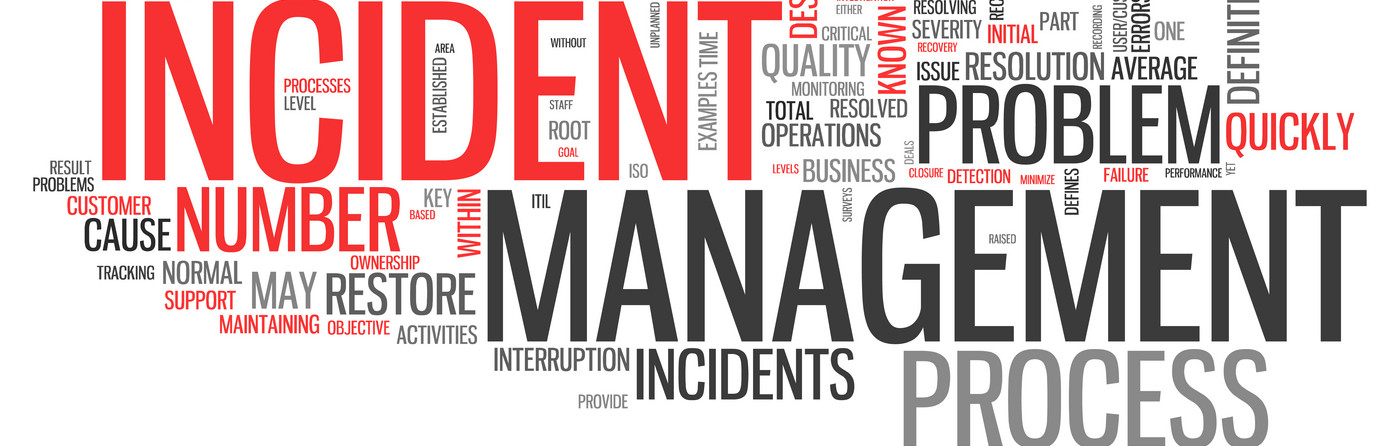 INCIDENT
PROCESSES
LEVEL
AREA
ESTABLISHED
WITHOUT
STAFF
ROOT
GOAL
UNPLANNED
EXAMPLES TIME
ISO
EITHER
CRITICAL
QUALITY
MONITORING
TOTAL
RESOLVED
OPERATIONS
LEVELS
BUSINESS
KNOWN
RESOLVING
SEVERITY
RECOVERY
INITIAL
PART
RECORDING
ERRORS
ONE
ISSUE
RESOLUTION
AVERAGE
PROBLEM
QUICKLY
DEALS
CLOSURE
DETECTION
MINIMIZE
DEFINES
FAILURE
PERFORMANCE
YET
RESULT
PROBLEMS
CUSTOMER
CAUSE
NUMBER
KEY
BASED
WITHIN
TRACKING
NORMAL
OWNERSHIP
SUPPORT
MAY
RESTORE
MAINTAINING
OBJECTIVE
ACTIVITIES
ITIL
SURVEYS
RAISED
MANAGEMENT
INTERRUPTION
INCIDENTS
PROVIDE
PROCESS